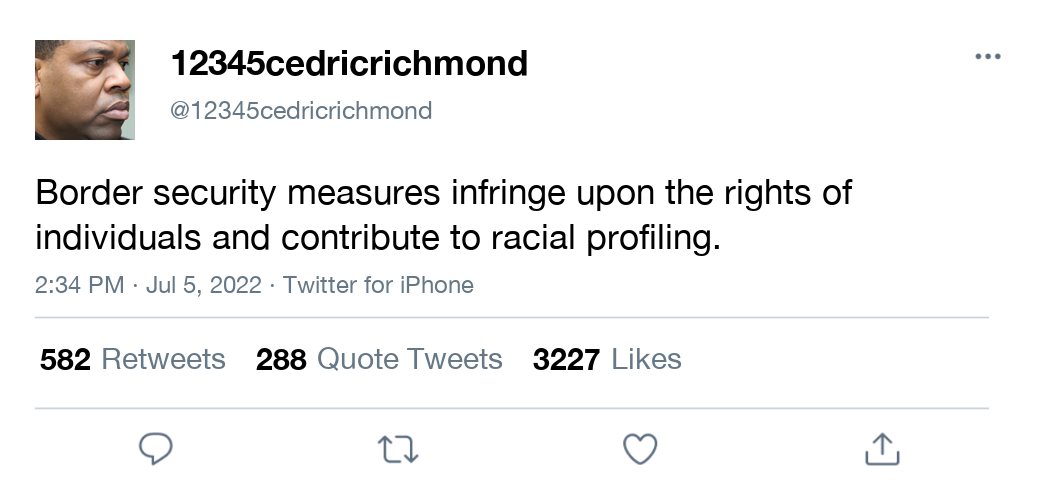 12345cedricrichmond
@12345cedricrichmond
Border security measures infringe upon the rights of
individuals and contribute to racial profiling.
2:34 PM · Jul 5, 2022 · Twitter for iPhone
582 Retweets 288 Quote Tweets 3227 Likes